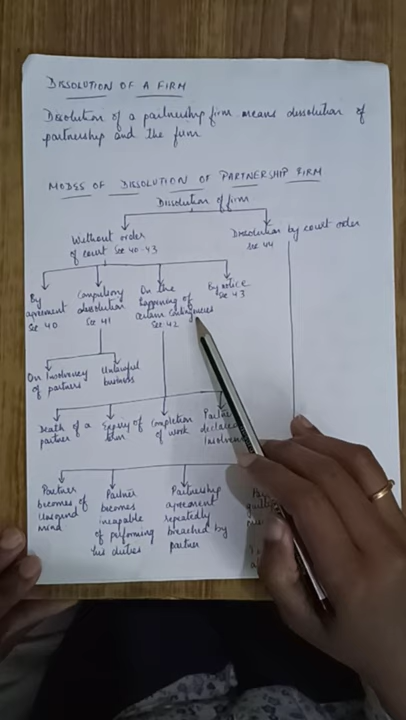 DISSOLUTION OF A FIRM
Dissolution of a partnership firm means dissolution of
partnership and the firm
MODES OF DISSOLUTION OF PARTNERSHIP FIRM
Dissolution of firm
Without order
of court Sec 40-43
Dissolution by court order
Sec 44
By
agreement
Sec 40
Compulsory
dissolution
Sec 41
On the
happening of
certain contingencies
Sec 42
By notice
Sec 43
On Insolvency
of partners
Unlawful
business
Death of a
partner
Expiry of
term
Completion
of work
Partner
declared
Insolvent
Partner
becomes of
Unsound
mind
Partner
becomes
incapable
of performing
his duties
Partnership
agreement
repeatedly
breached by
partner